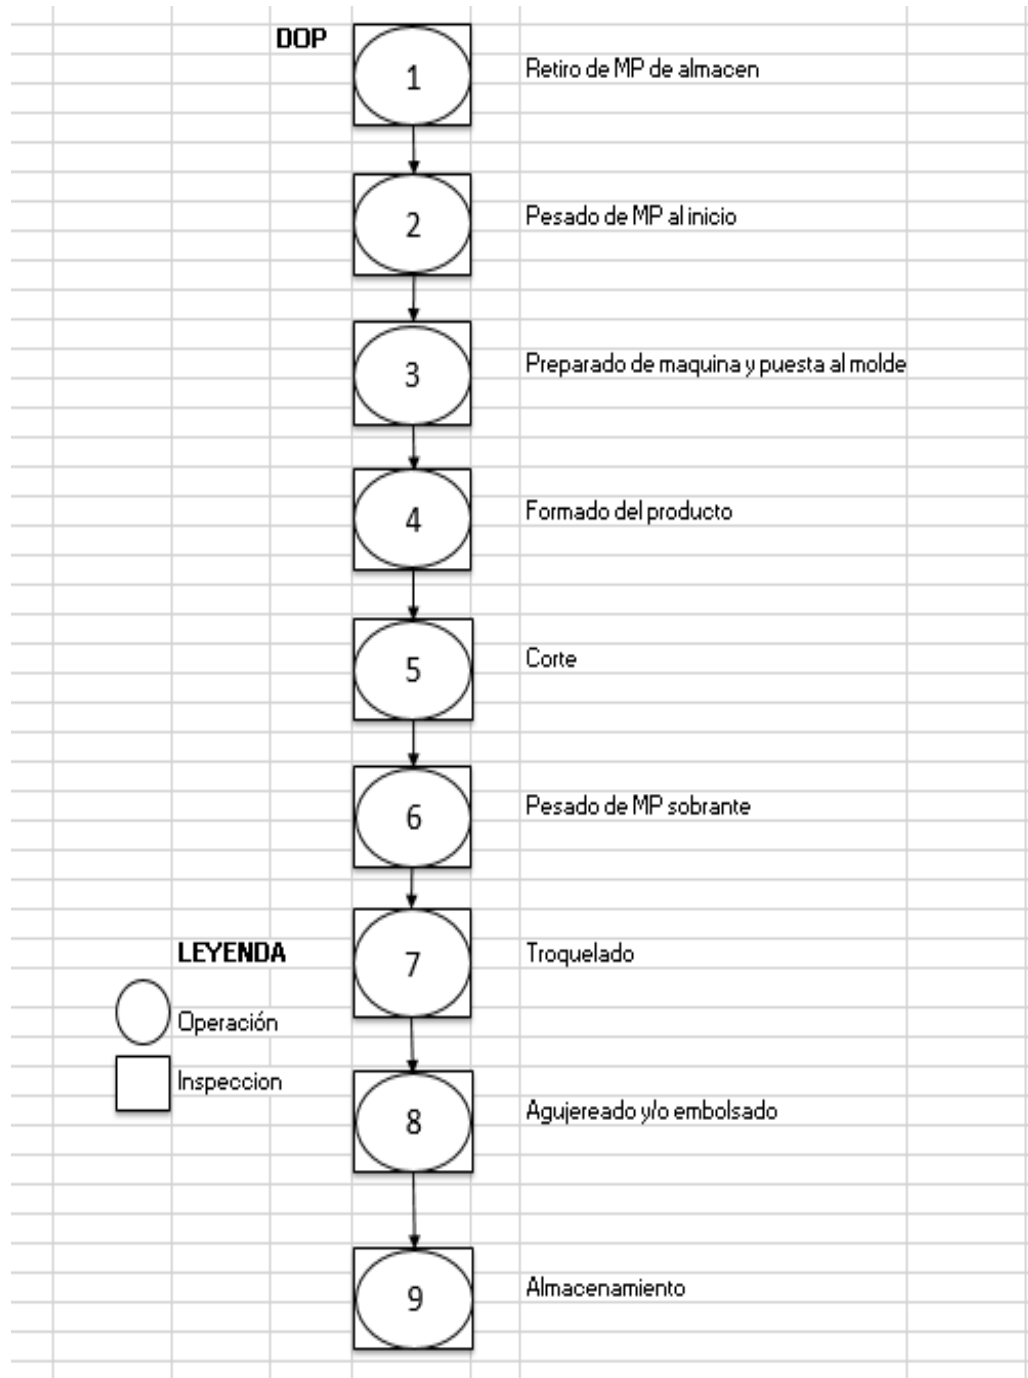 DOP
1
Retiro de MP de almacen
2
Pesado de MP al inicio
3
Preparado de maquina y puesta al molde
4
Formado del producto
5
Corte
6
Pesado de MP sobrante
7
Troquelado
LEYENDA
Operación
Inspeccion
8
Agujereado y/o embolsado
9
Almacenamiento